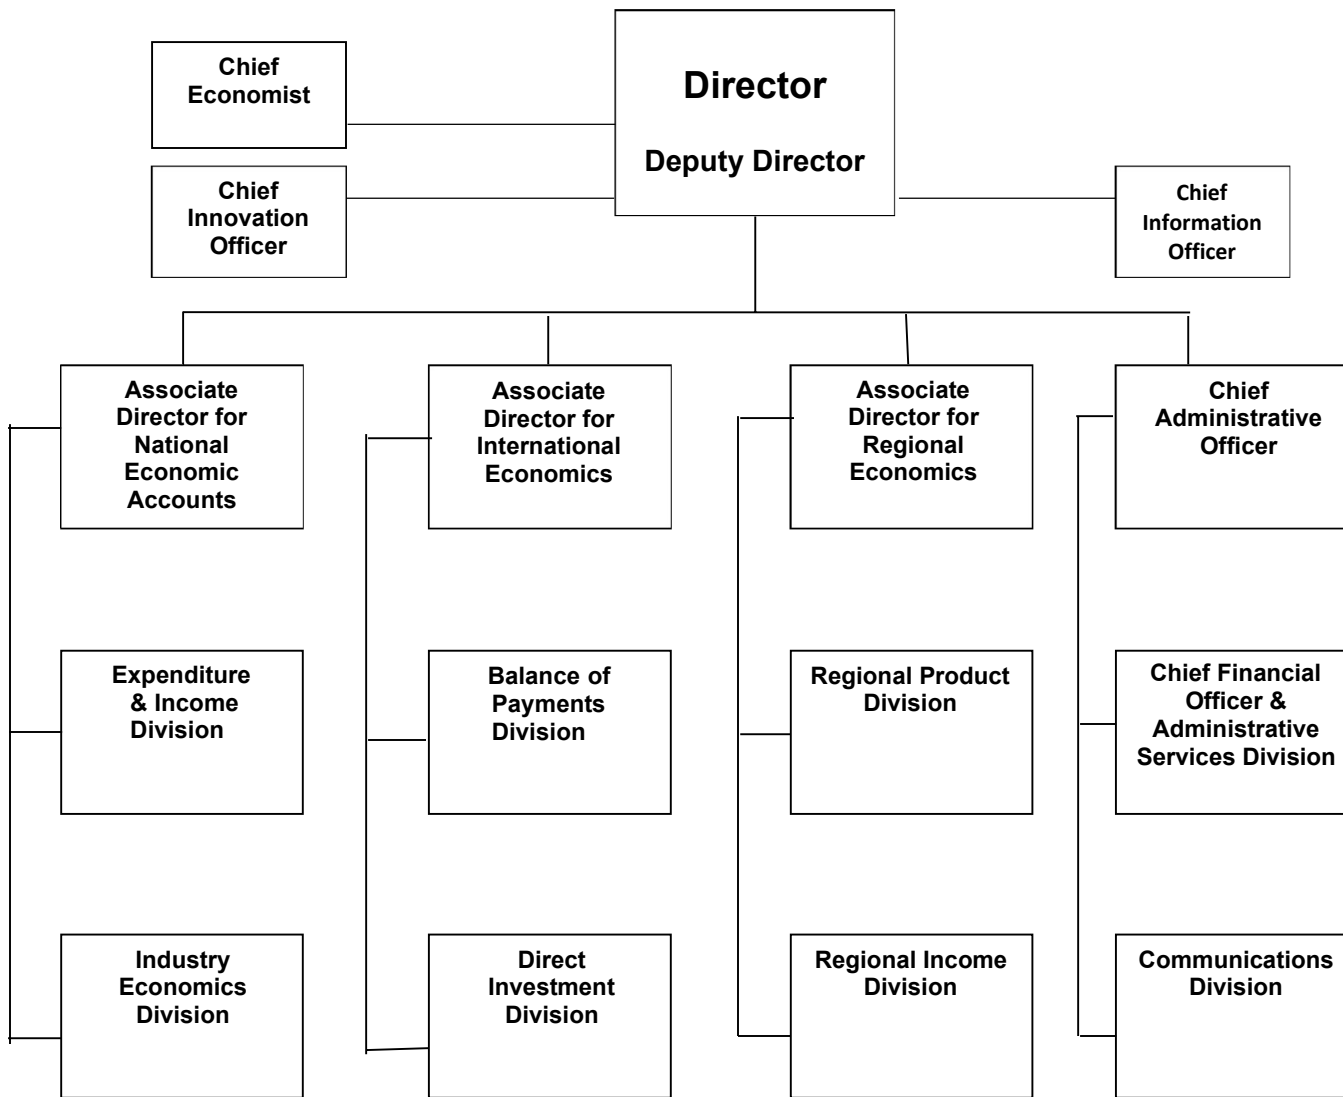 Chief
Economist
Director
Deputy Director
Chief
Innovation
Officer
Chief
Information
Officer
Associate
Director for
National
Economic
Accounts
Associate
Director for
International
Economics
Associate
Director for
Regional
Economics
Chief
Administrative
Officer
Expenditure
& Income
Division
Balance of
Payments
Division
Regional Product
Division
Chief Financial
Officer &
Administrative
Services Division
Industry
Economics
Division
Direct
Investment
Division
Regional Income
Division
Communications
Division